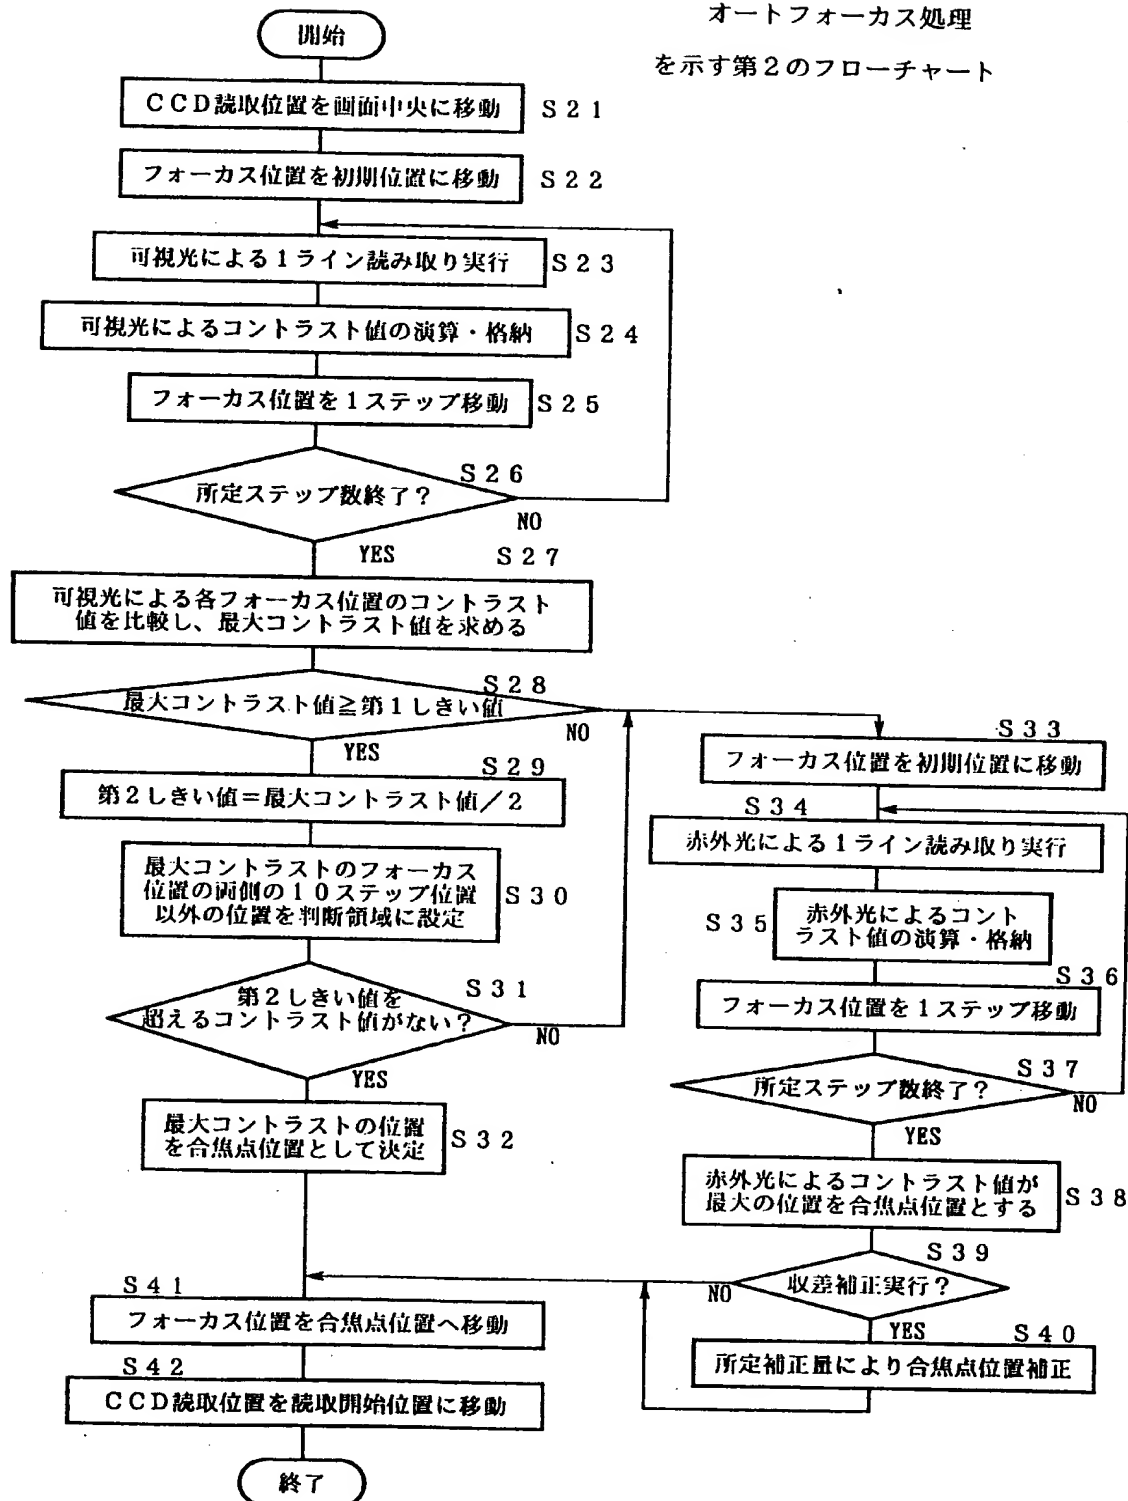 オートフォーカス処理
を示す第2のフローチャート
開始
CCD読取位置を画面中央に移動 S21
フォーカス位置を初期位置に移動 S22
可視光による1ライン読み取り実行 S23
可視光によるコントラスト値の演算・格納 S24
フォーカス位置を1ステップ移動 S25
S26
所定ステップ数終了?
NO
YES
S27
可視光による各フォーカス位置のコントラスト
値を比較し、最大コントラスト値を求める
S28
最大コントラスト値≧第1しきい値
NO
YES
S29
第2しきい値=最大コントラスト値/2
最大コントラストのフォーカス
位置の両側の10ステップ位置
以外の位置を判断領域に設定
S30
S31
第2しきい値を
超えるコントラスト値がない?
NO
YES
最大コントラストの位置
を合焦点位置として決定
S32
S33
フォーカス位置を初期位置に移動
S34
赤外光による1ライン読み取り実行
S35
赤外光によるコント
ラスト値の演算・格納
S36
フォーカス位置を1ステップ移動
S37
所定ステップ数終了?
NO
YES
赤外光によるコントラスト値が
最大の位置を合焦点位置とする
S38
S39
収差補正実行?
NO
YES
S40
所定補正量により合焦点位置補正
S41
フォーカス位置を合焦点位置へ移動
S42
CCD読取位置を読取開始位置に移動
終了